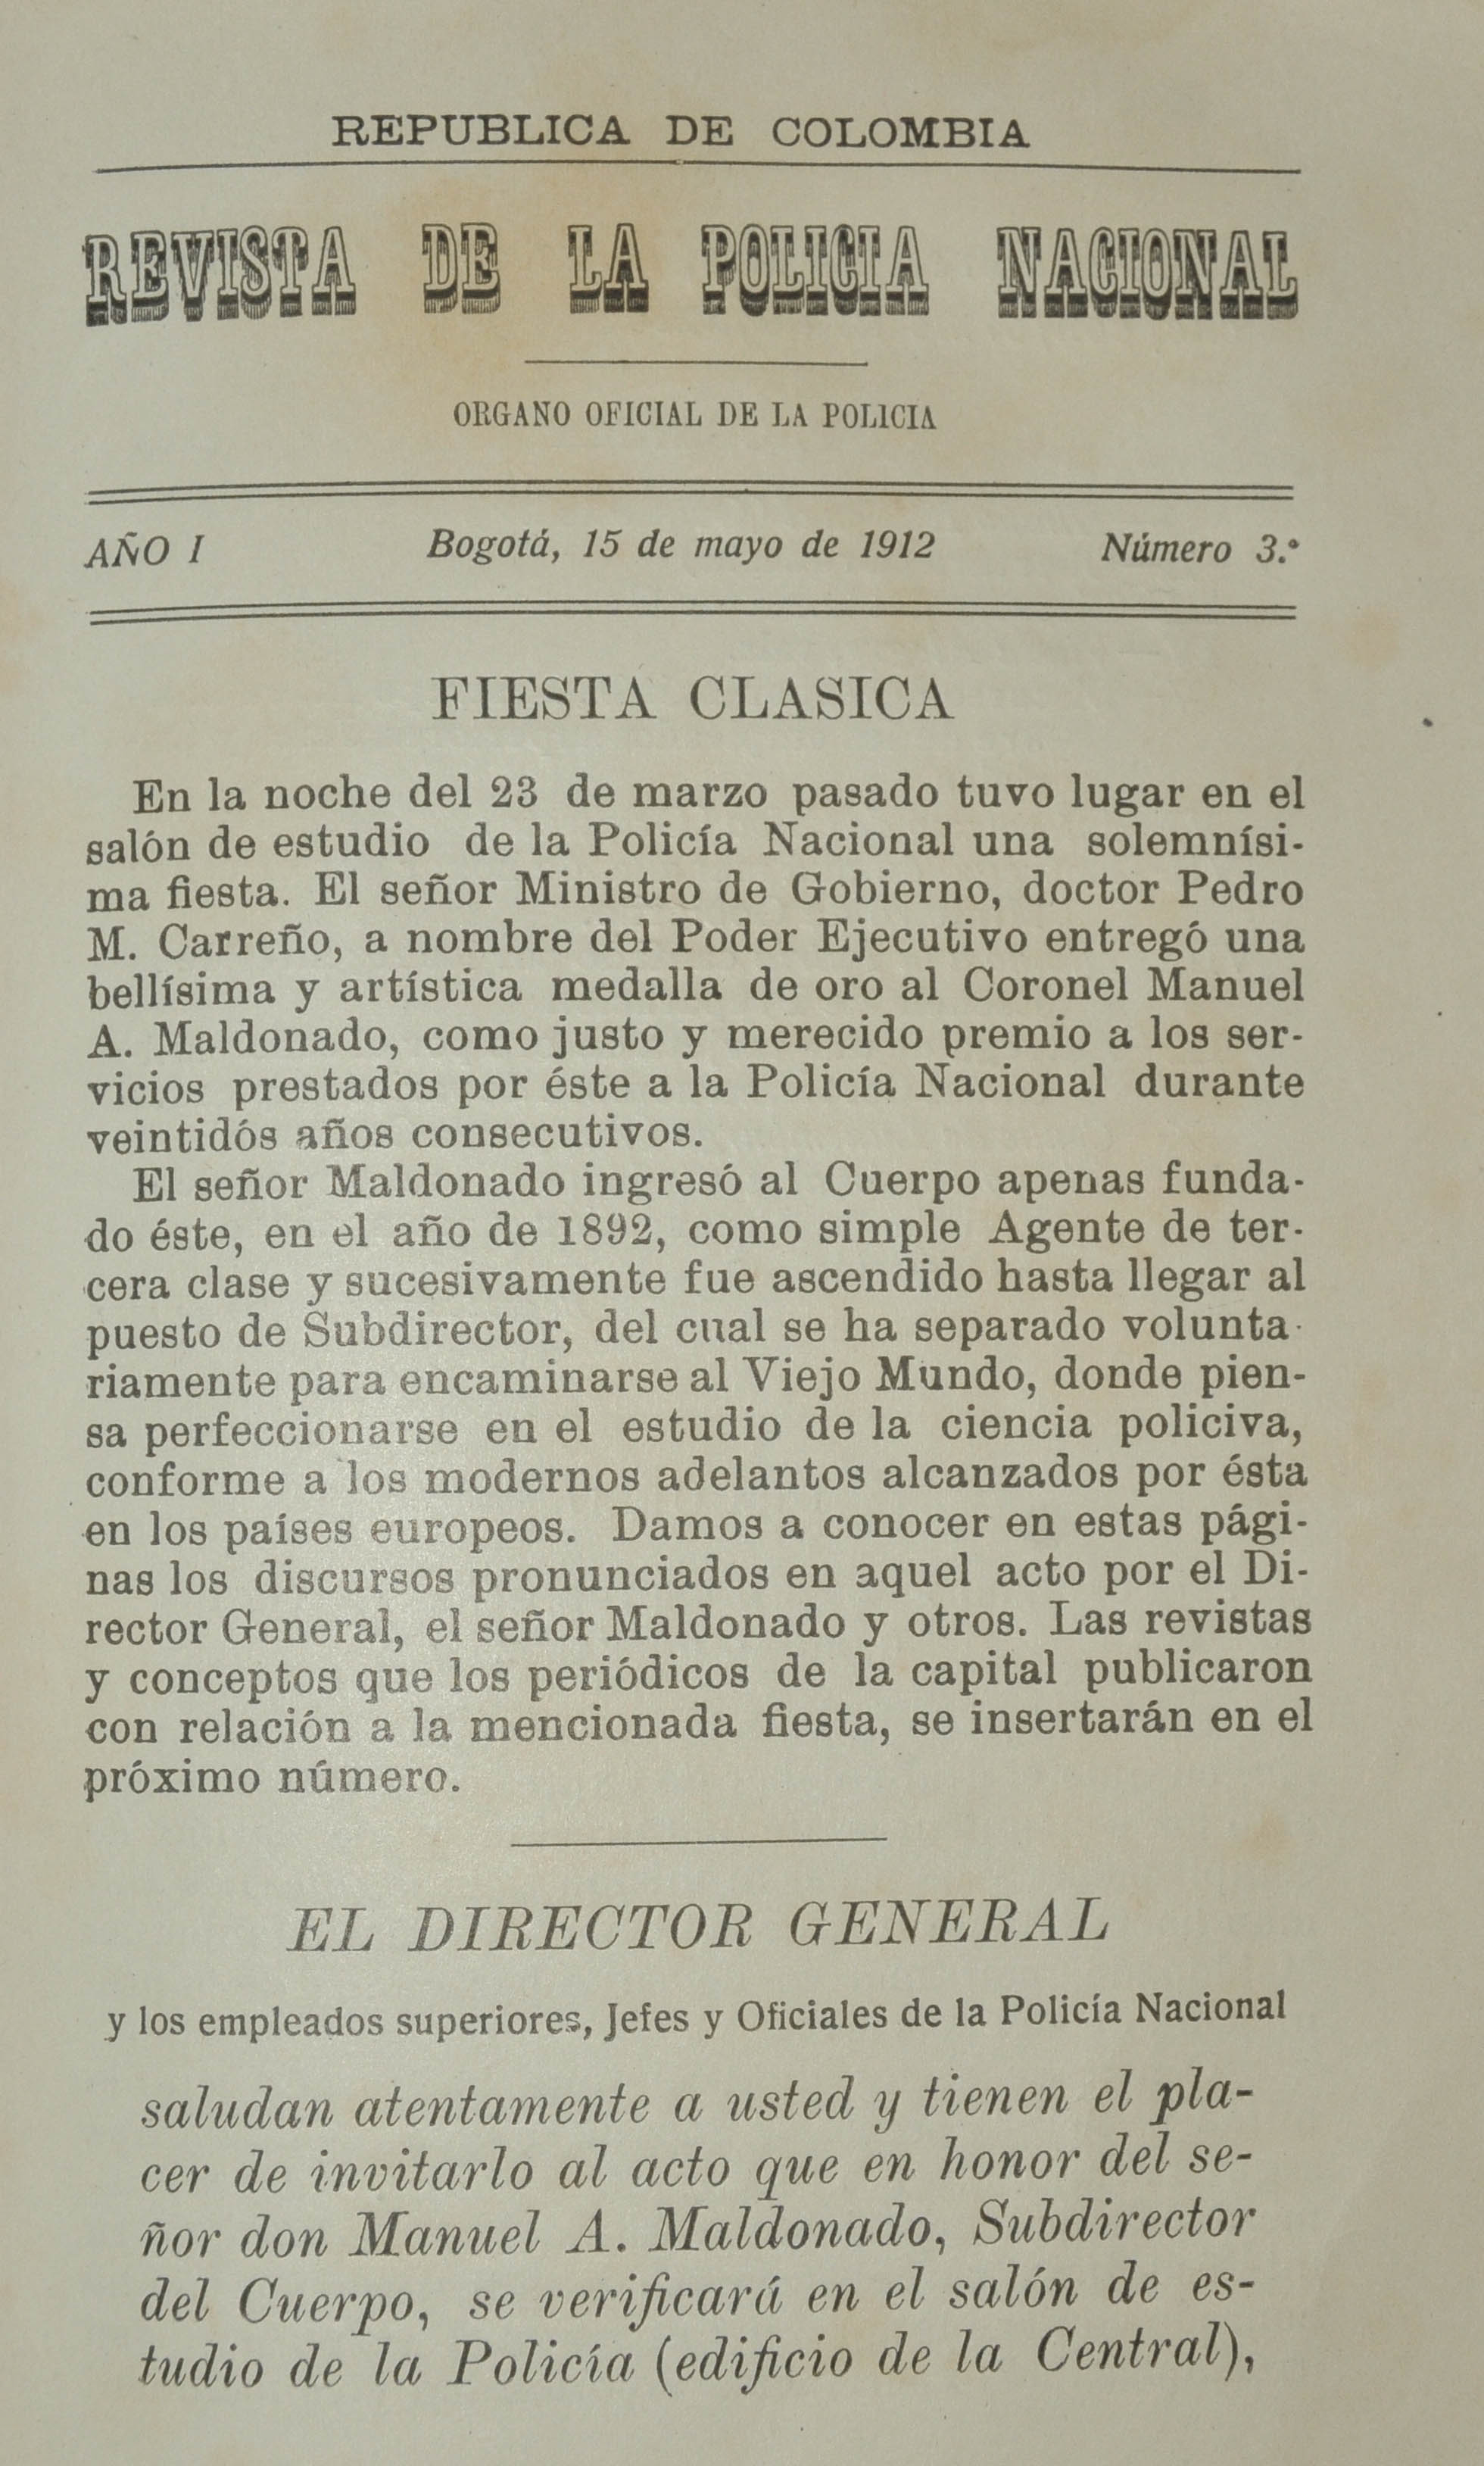 REPUBLICA DE COLOMBIA
REVISTA DE LA POLICIA NACIONAL
ORGANO OFICIAL DE LA POLICIA
AÑO I Bogotá, 15 de mayo de 1912 Número 3.º
FIESTA CLASICA
En la noche del 23 de marzo pasado tuvo lugar en el
salón de estudio de la Policía Nacional una solemnísi-
ma fiesta. El señor Ministro de Gobierno, doctor Pedro
M. Carreño, a nombre del Poder Ejecutivo entregó una
bellísima y artística medalla de oro al Coronel Manuel
A. Maldonado, como justo y merecido premio a los ser-
vicios prestados por éste a la Policía Nacional durante
veintidós años consecutivos.
El señor Maldonado ingresó al Cuerpo apenas funda-
do éste, en el año de 1892, como simple Agente de ter-
cera clase y sucesivamente fue ascendido hasta llegar al
puesto de Subdirector, del cual se ha separado volunta-
riamente para encaminarse al Viejo Mundo, donde pien-
sa perfeccionarse en el estudio de la ciencia policiva,
conforme a los modernos adelantos alcanzados por ésta
en los países europeos. Damos a conocer en estas pági-
nas los discursos pronunciados en aquel acto por el Di-
rector General, el señor Maldonado y otros. Las revistas
y conceptos que los periódicos de la capital publicaron
con relación a la mencionada fiesta, se insertarán en el
próximo número.
EL DIRECTOR GENERAL
y los empleados superiores, Jefes y Oficiales de la Policía Nacional
saludan atentamente a usted y tienen el pla-
cer de invitarlo al acto que en honor del se-
ñor don Manuel A. Maldonado, Subdirector
del Cuerpo, se verificará en el salón de es-
tudio de la Policía (edificio de la Central),